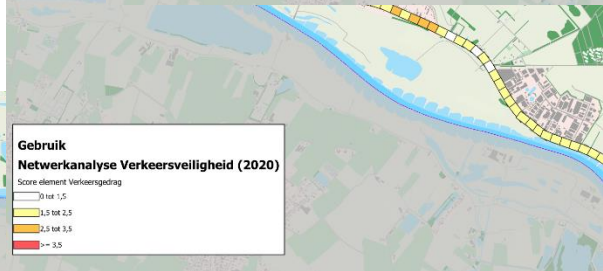 Gebruik
Netwerkanalyse Verkeersveiligheid (2020)
Score element Verkeersgedrag
0 tot 1,5
1,5 tot 2,5
2,5 tot 3,5
>= 3,5